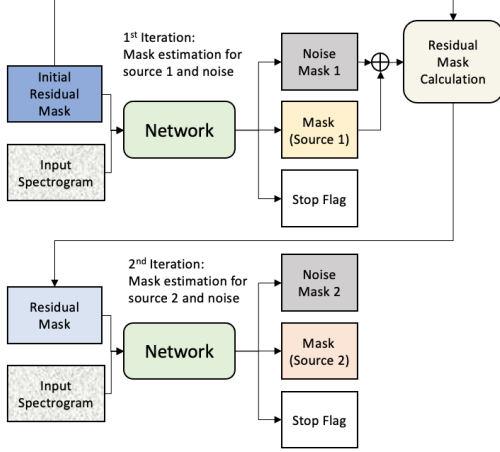 1st Iteration:
Mask estimation for
source 1 and noise
Initial
Residual
Mask
Input
Spectrogram
Network
Noise
Mask 1
Mask
(Source 1)
Stop Flag
Residual
Mask
Calculation
2nd Iteration:
Mask estimation for
source 2 and noise
Residual
Mask
Input
Spectrogram
Network
Noise
Mask 2
Mask
(Source 2)
Stop Flag